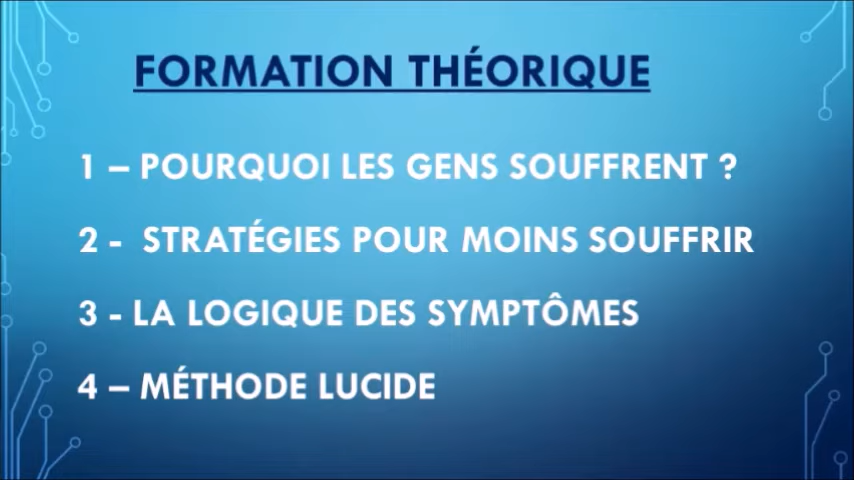 FORMATION THÉORIQUE
1 – POURQUOI LES GENS SOUFFRENT ?
2 - STRATÉGIES POUR MOINS SOUFFRIR
3 - LA LOGIQUE DES SYMPTÔMES
4 – MÉTHODE LUCIDE